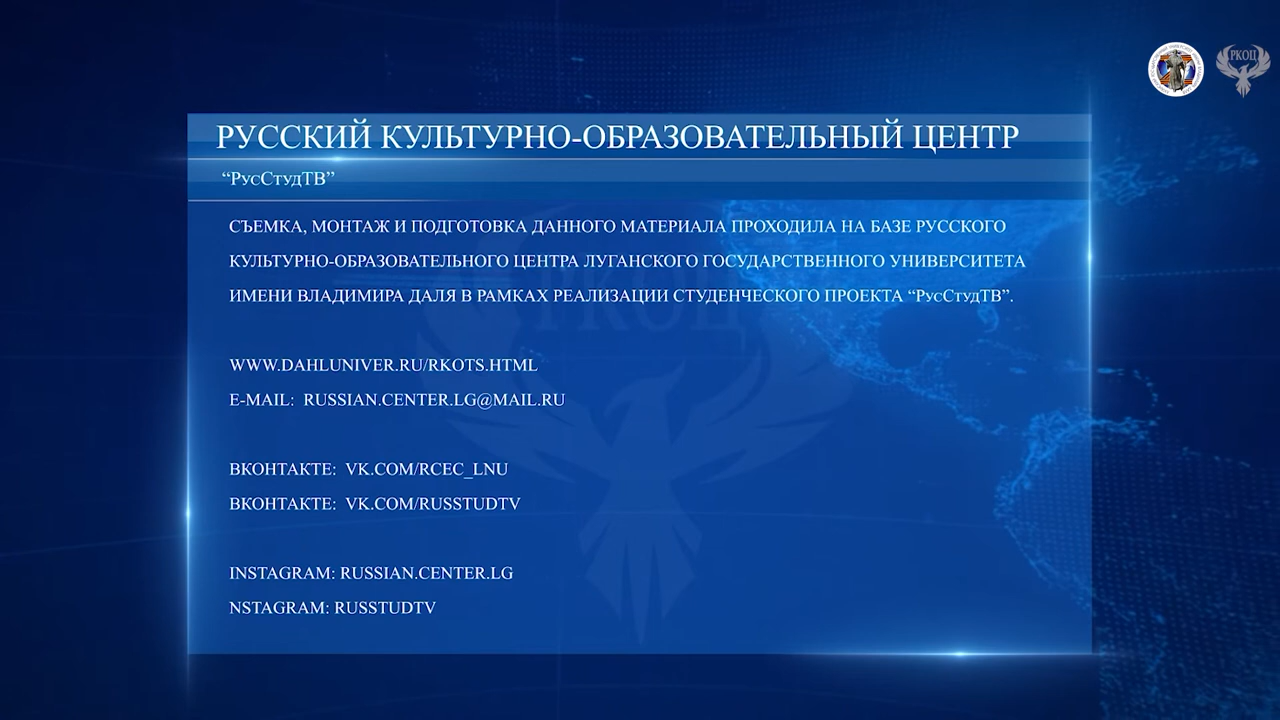 РКОЦ
РУССКИЙ КУЛЬТУРНО-ОБРАЗОВАТЕЛЬНЫЙ ЦЕНТР
“РусСтудТВ”
СЪЕМКА, МОНТАЖ И ПОДГОТОВКА ДАННОГО МАТЕРИАЛА ПРОХОДИЛА НА БАЗЕ РУССКОГО
КУЛЬТУРНО-ОБРАЗОВАТЕЛЬНОГО ЦЕНТРА ЛУГАНСКОГО ГОСУДАРСТВЕННОГО УНИВЕРСИТЕТА
ИМЕНИ ВЛАДИМИРА ДАЛЯ В РАМКАХ РЕАЛИЗАЦИИ СТУДЕНЧЕСКОГО ПРОЕКТА “РусСтудТВ”.
РКОЦ
WWW.DAHLUNIVER.RU/RKOTS.HTML
E-MAIL: RUSSIAN.CENTER.LG@MAIL.RU
ВКОНТАКТЕ: VK.COM/RCEC_LNU
ВКОНТАКТЕ: VK.COM/RUSSTUDTV
INSTAGRAM: RUSSIAN.CENTER.LG
NSTAGRAM: RUSSTUDTV